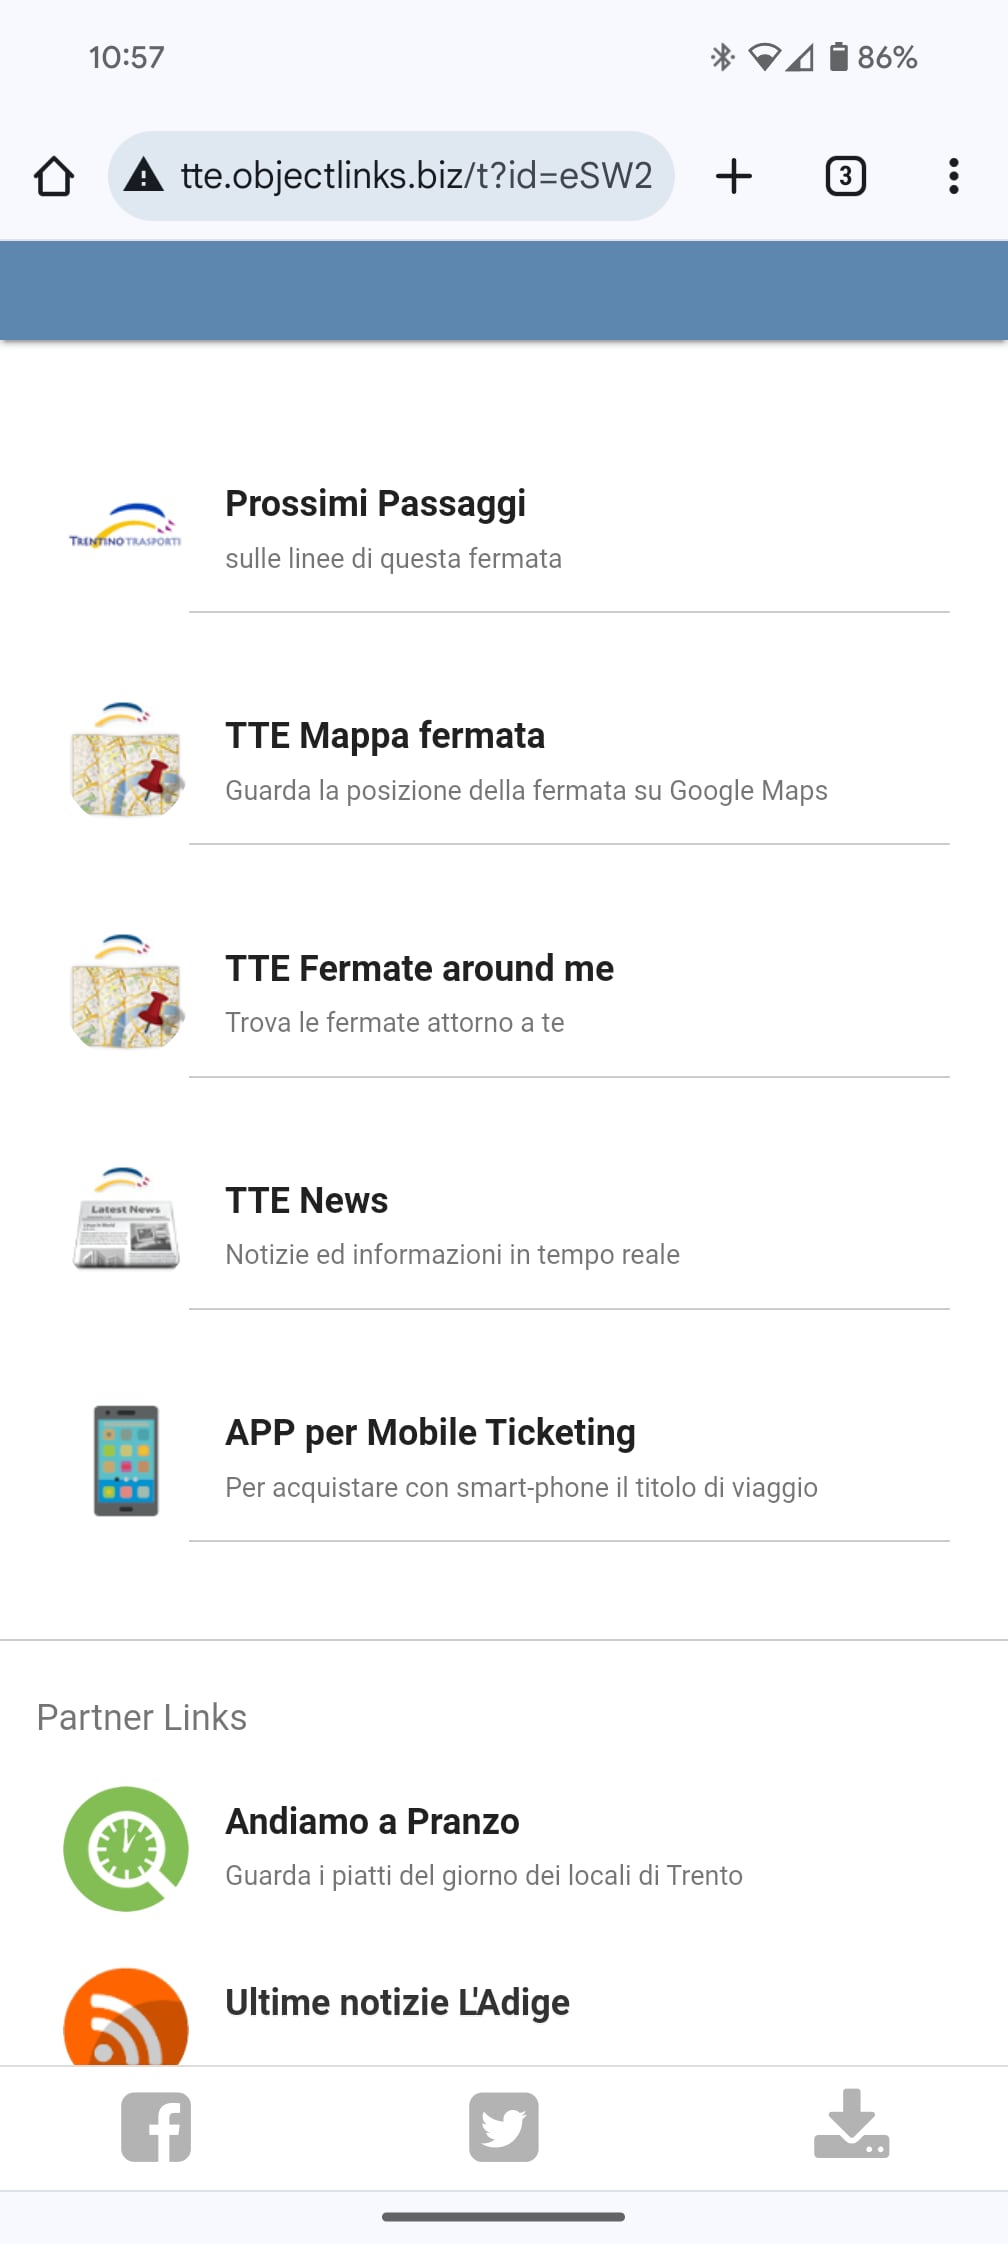 10:57
86%
tte.objectlinks.biz/t?id=eSW2
3
TRENTINO TRASPORTI
Prossimi Passaggi
sulle linee di questa fermata
TTE Mappa fermata
Guarda la posizione della fermata su Google Maps
TTE Fermate around me
Trova le fermate attorno a te
Latest News
TTE News
Notizie ed informazioni in tempo reale
APP per Mobile Ticketing
Per acquistare con smart-phone il titolo di viaggio
Partner Links
Andiamo a Pranzo
Guarda i piatti del giorno dei locali di Trento
Ultime notizie L'Adige